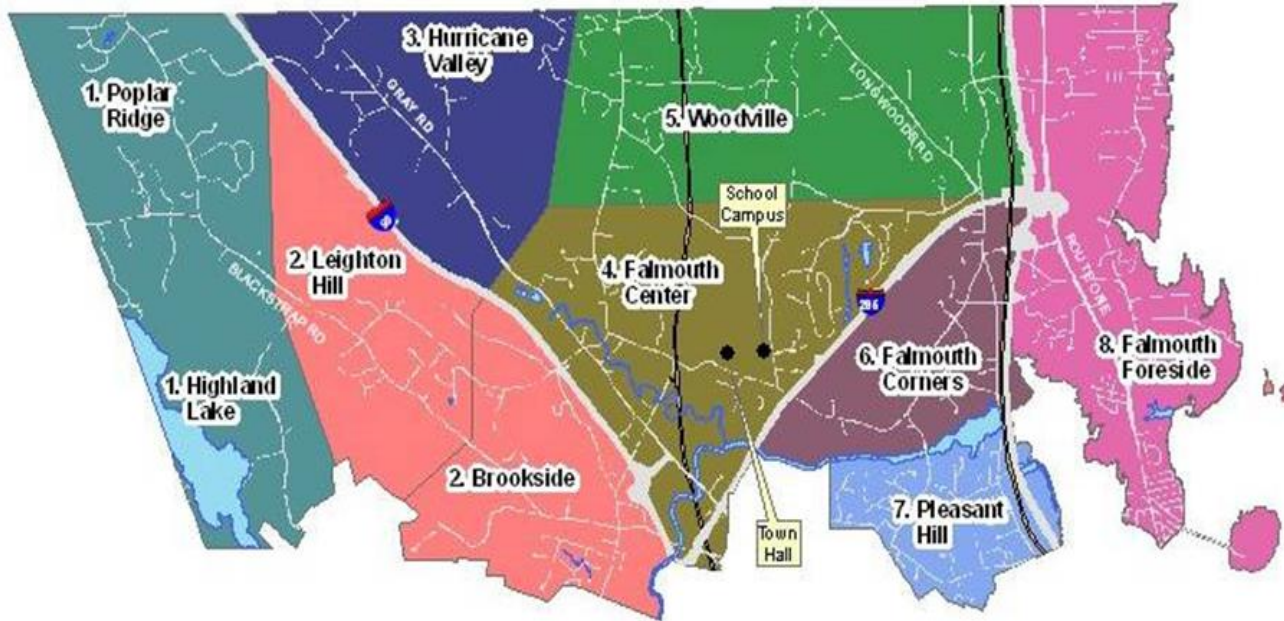 3. Hurricane
Valley
1. Poplar
Ridge
GRAY RD
LONGWOODS RD
5. Woodville
School
Campus
2. Leighton
Hill
BLACKSTRAP RD
4. Falmouth
Center
ROUTE ONE
6. Falmouth
Corners
8. Falmouth
Foreside
1. Highland
Lake
2. Brookside
7. Pleasant
Hill
Town
Hall